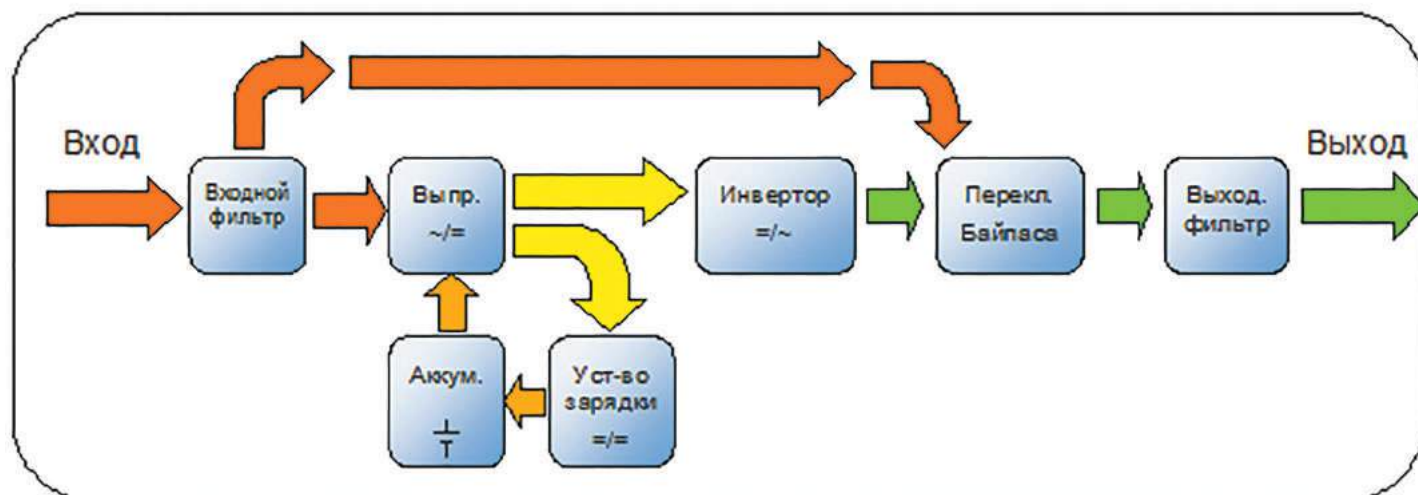 Вход
Входной
фильтр
Выпр.
~/=
Инвертор
=/~
Перекл.
Байпаса
Выход.
фильтр
Выход
Аккум.
Уст-во
зарядки
=/=